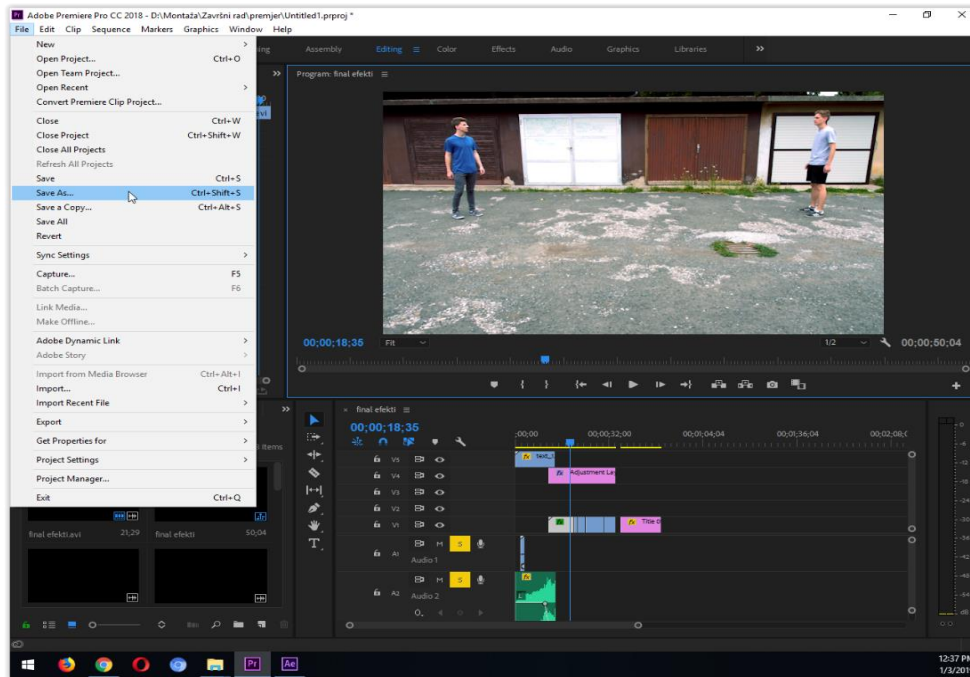 Adobe Premiere Pro CC 2018 - D:\Montaža\Završni rad\premjer\Untitled1.prproj *
File Edit Clip Sequence Markers Graphics Window Help
Assembly Editing Color Effects Audio Graphics Libraries
New
Open Project... Ctrl+O
Open Team Project...
Open Recent
Convert Premiere Clip Project...
Close Ctrl+W
Close Project Ctrl+Shift+W
Close All Projects
Refresh All Projects
Save Ctrl+S
Save As... Ctrl+Shift+S
Save a Copy... Ctrl+Alt+S
Save All
Revert
Sync Settings
Capture... F5
Batch Capture... F6
Link Media...
Make Offline...
Adobe Dynamic Link
Adobe Story
Import from Media Browser Ctrl+Alt+I
Import... Ctrl+I
Import Recent File
Export
Get Properties for
Project Settings
Project Manager...
Exit Ctrl+Q
Program: final efekti
00;00;18;35 Fit 1/2 00;00;50;04
Items
final efekti.avi 21;29 final efekti 50;04
final efekti
00;00;18;35
;00;00 00;00;32;00 00;01;04;04 00;01;36;04
V5
V4 Adjustment
V3
V2
V1 Title
A1 M S
Audio 1
A2 M S
Audio 2
Pr Ae
12:37 PM